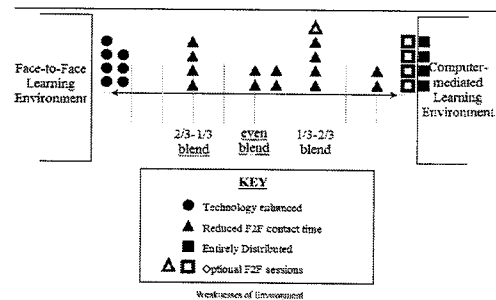 Face-to-Face
Learning
Environment
Computer-
mediated
Learning
Environment
2/3-1/3
blend
even
blend
1/3-2/3
blend
KEY
Technology enhanced
Reduced F2F contact time
Entirely Distributed
Optional F2F sessions
Weaknesses of Environment